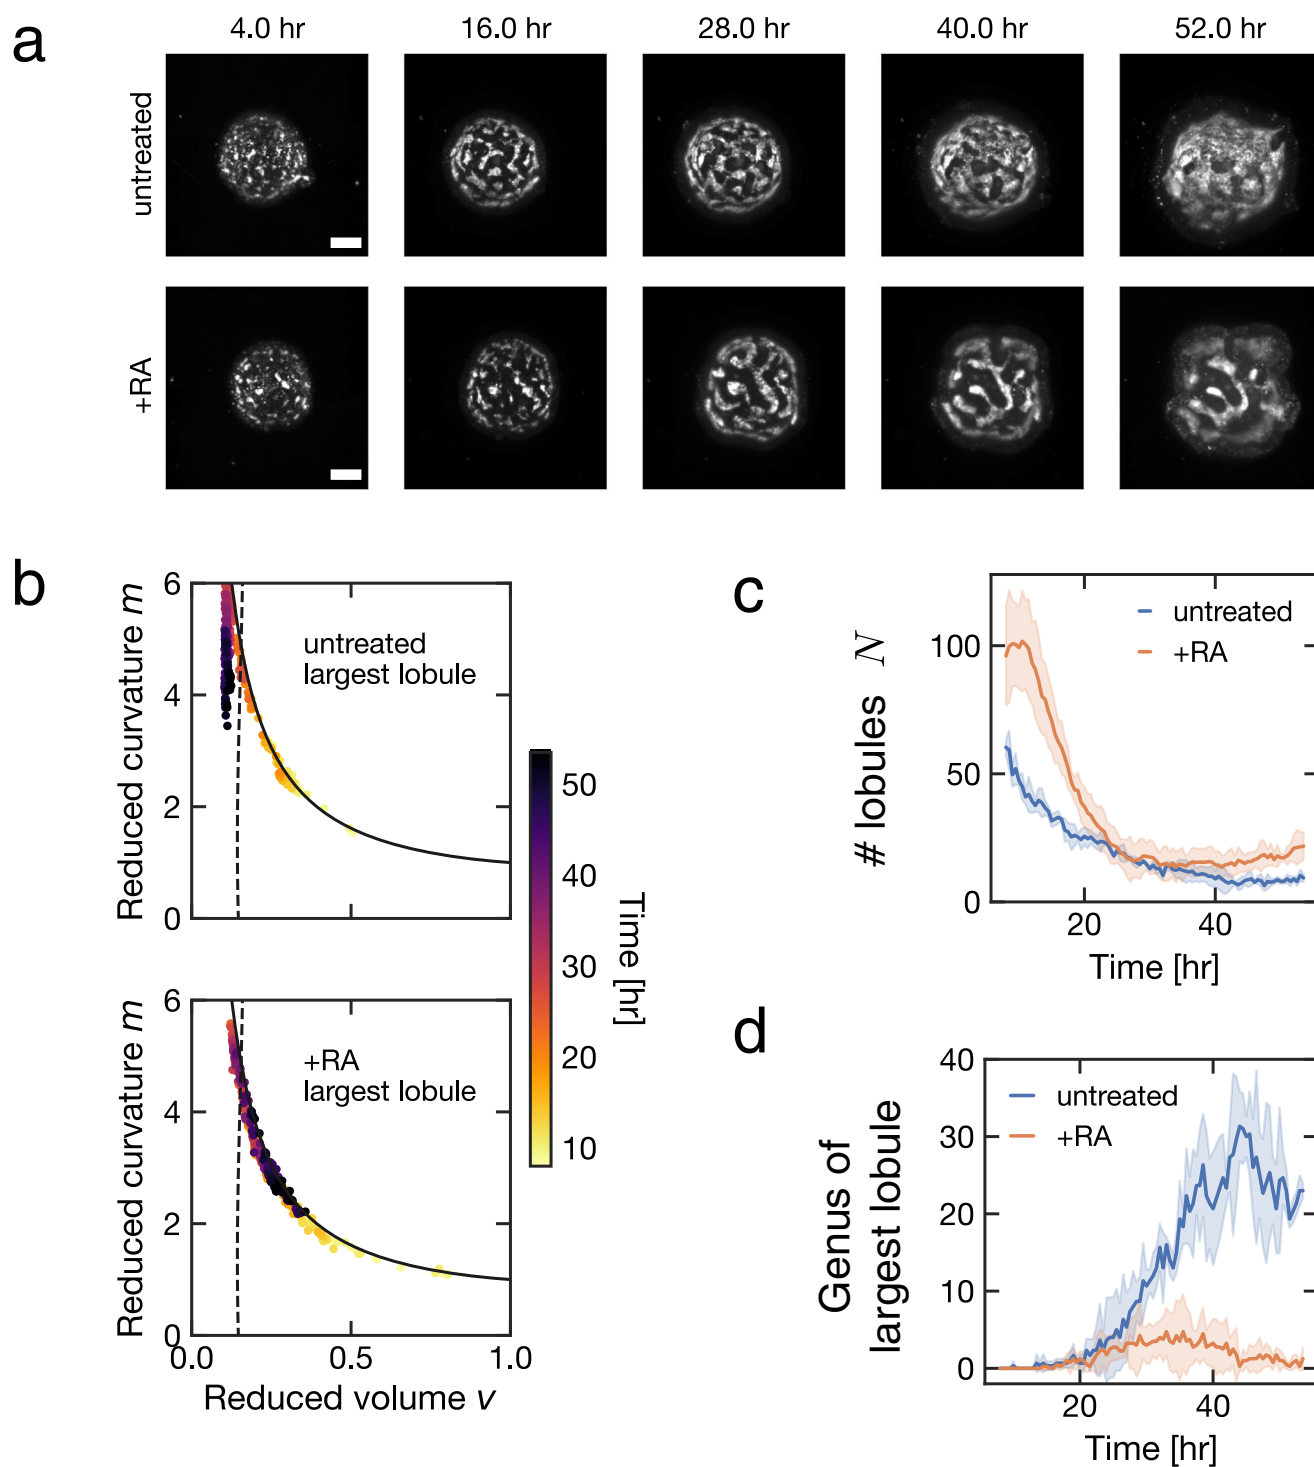 a
4.0 hr
16.0 hr
28.0 hr
40.0 hr
52.0 hr
untreated
+RA
b
Reduced curvature m
6
4
2
0
untreated
largest lobule
Reduced curvature m
6
4
2
0
+RA
largest lobule
0.0
0.5
1.0
Reduced volume v
50
40
30
20
10
Time [hr]
c
# lobules N
100
50
0
untreated
+RA
20
40
Time [hr]
d
Genus of
largest lobule
40
30
20
10
0
untreated
+RA
20
40
Time [hr]